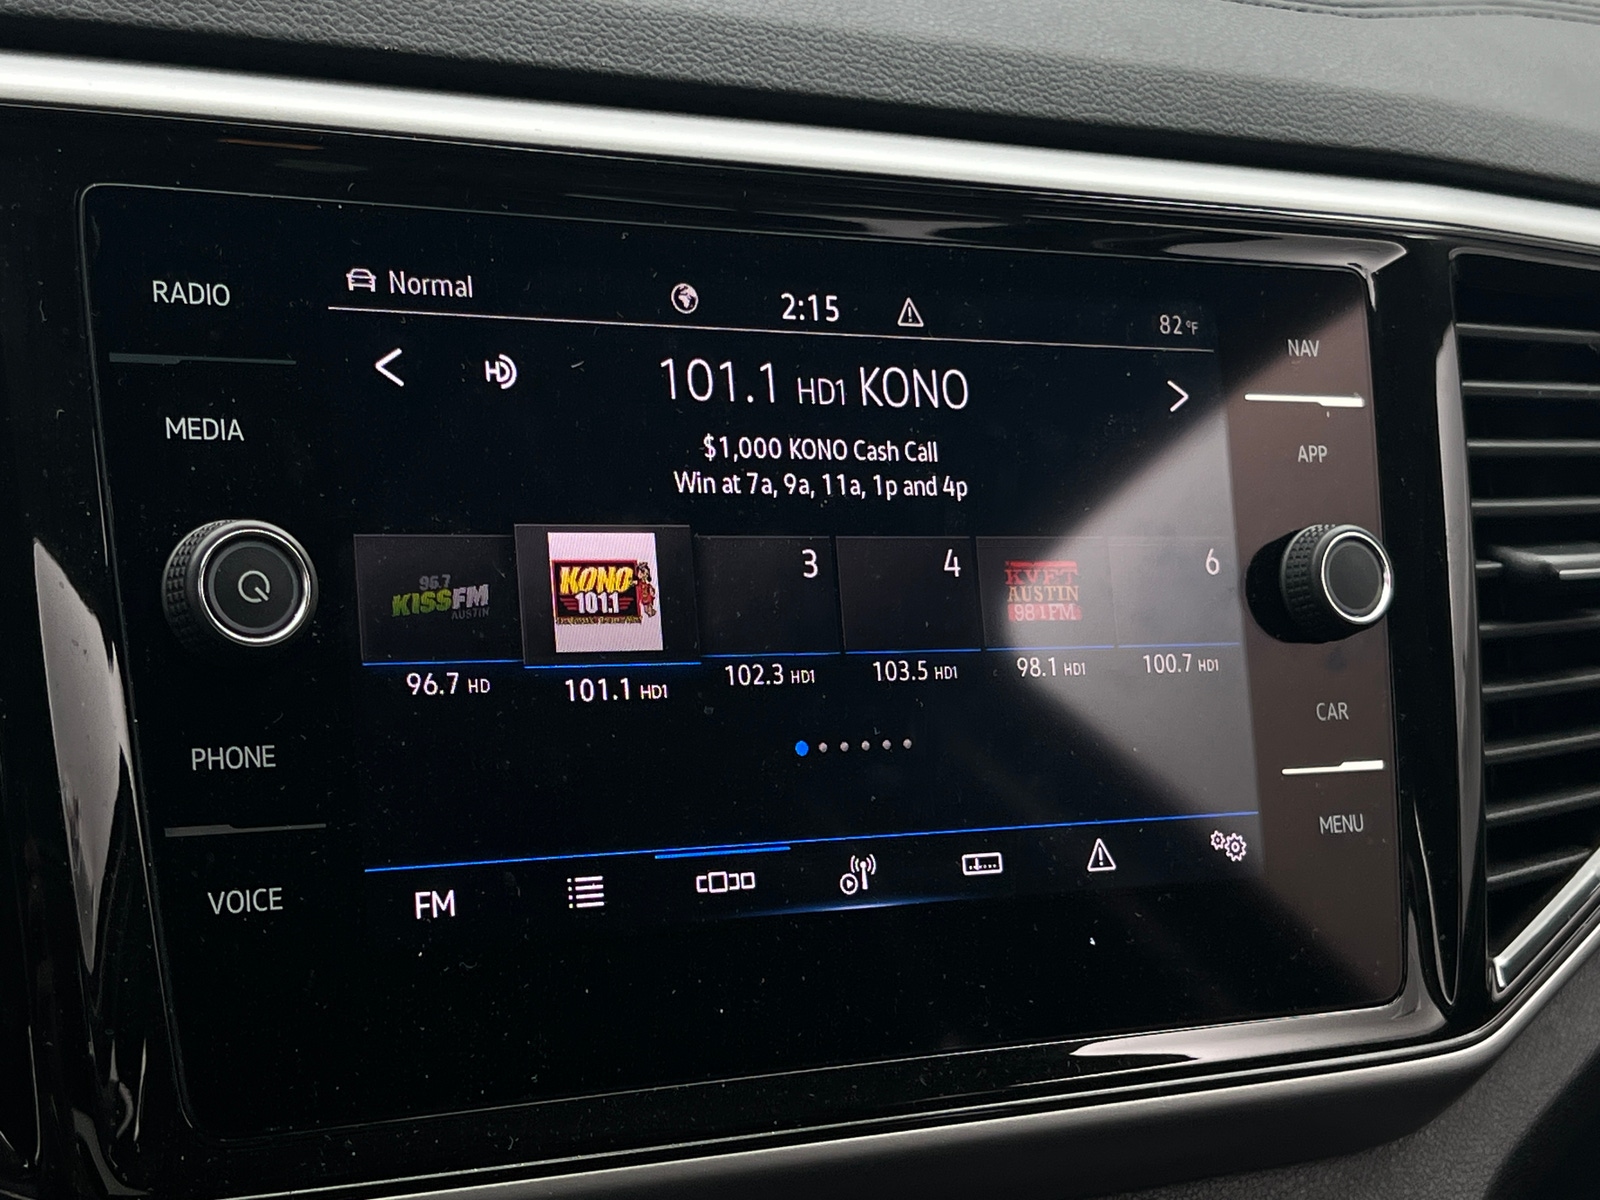 RADIO
MEDIA
PHONE
VOICE
Normal
2:15
82°F
HD
101.1 HD1 KONO
$1,000 KONO Cash Call
Win at 7a, 9a, 11a, 1p and 4p
96.7
KISSFM
AUSTIN
KONO
101.1
3
4
KVET
AUSTIN
98.1FM
6
96.7 HD
101.1 HD1
102.3 HD1
103.5 HD1
98.1 HD1
100.7 HD1
FM
NAV
APP
CAR
MENU